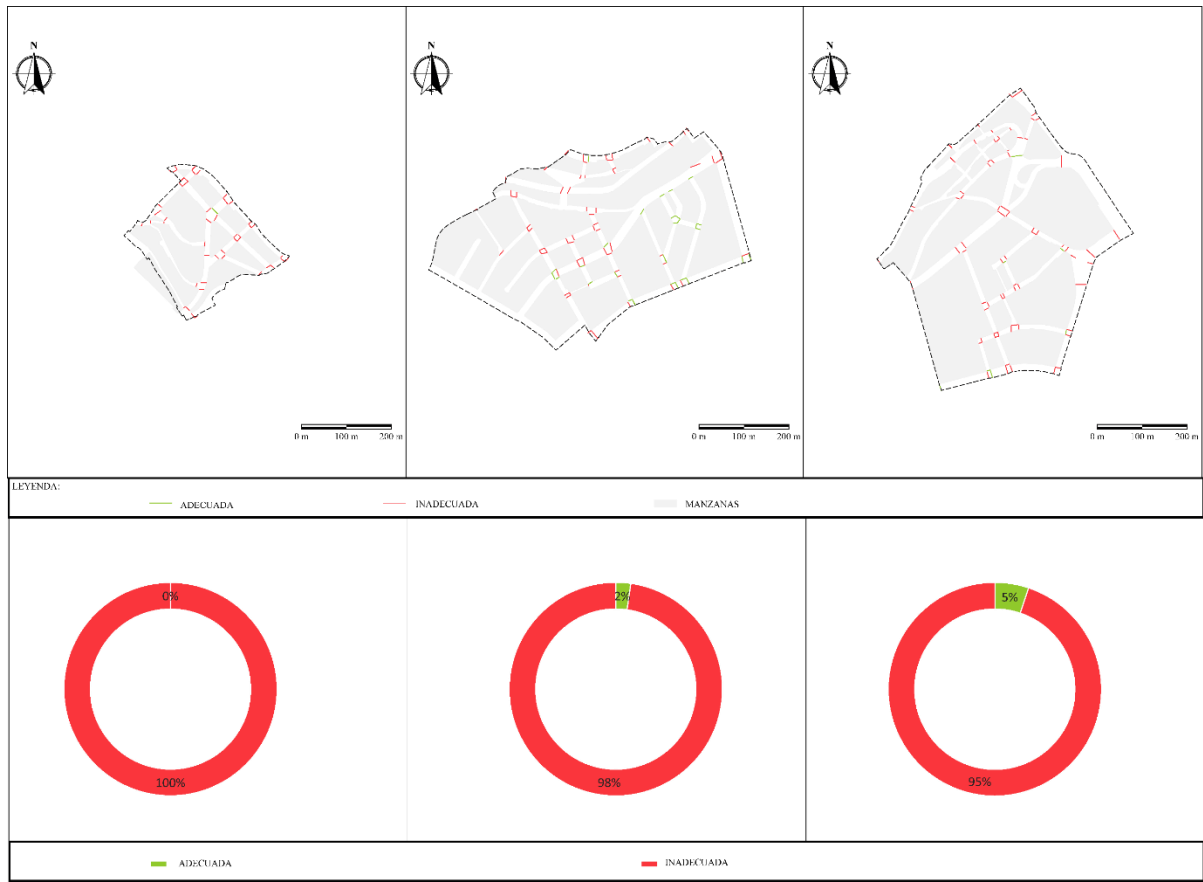 N
N
N
0 m 100 m 200 m
0 m 100 m 200 m
0 m 100 m 200 m
LEYENDA:
ADECUADA INADECUADA MANZANAS
0% 2% 5%
100% 98% 95%
ADECUADA INADECUADA